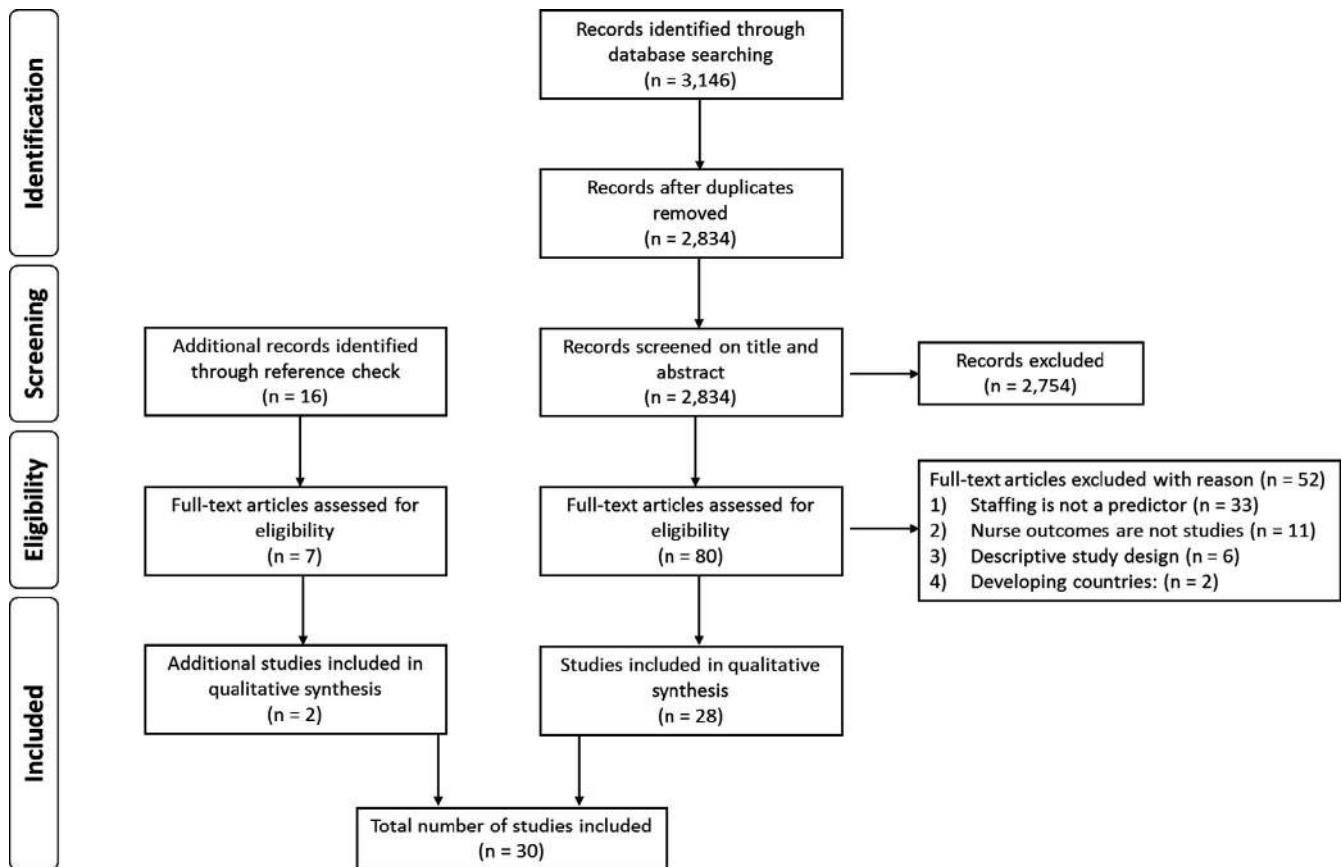 Identification
Records identified through
database searching
(n = 3,146)
Records after duplicates
removed
(n = 2,834)
Screening
Additional records identified
through reference check
(n = 16)
Records screened on title and
abstract
(n = 2,834)
Records excluded
(n = 2,754)
Eligibility
Full-text articles assessed for
eligibility
(n = 7)
Full-text articles assessed for
eligibility
(n = 80)
Full-text articles excluded with reason (n = 52)
1) Staffing is not a predictor (n = 33)
2) Nurse outcomes are not studies (n = 11)
3) Descriptive study design (n = 6)
4) Developing countries: (n = 2)
Included
Additional studies included in
qualitative synthesis
(n = 2)
Studies included in qualitative
synthesis
(n = 28)
Total number of studies included
(n = 30)